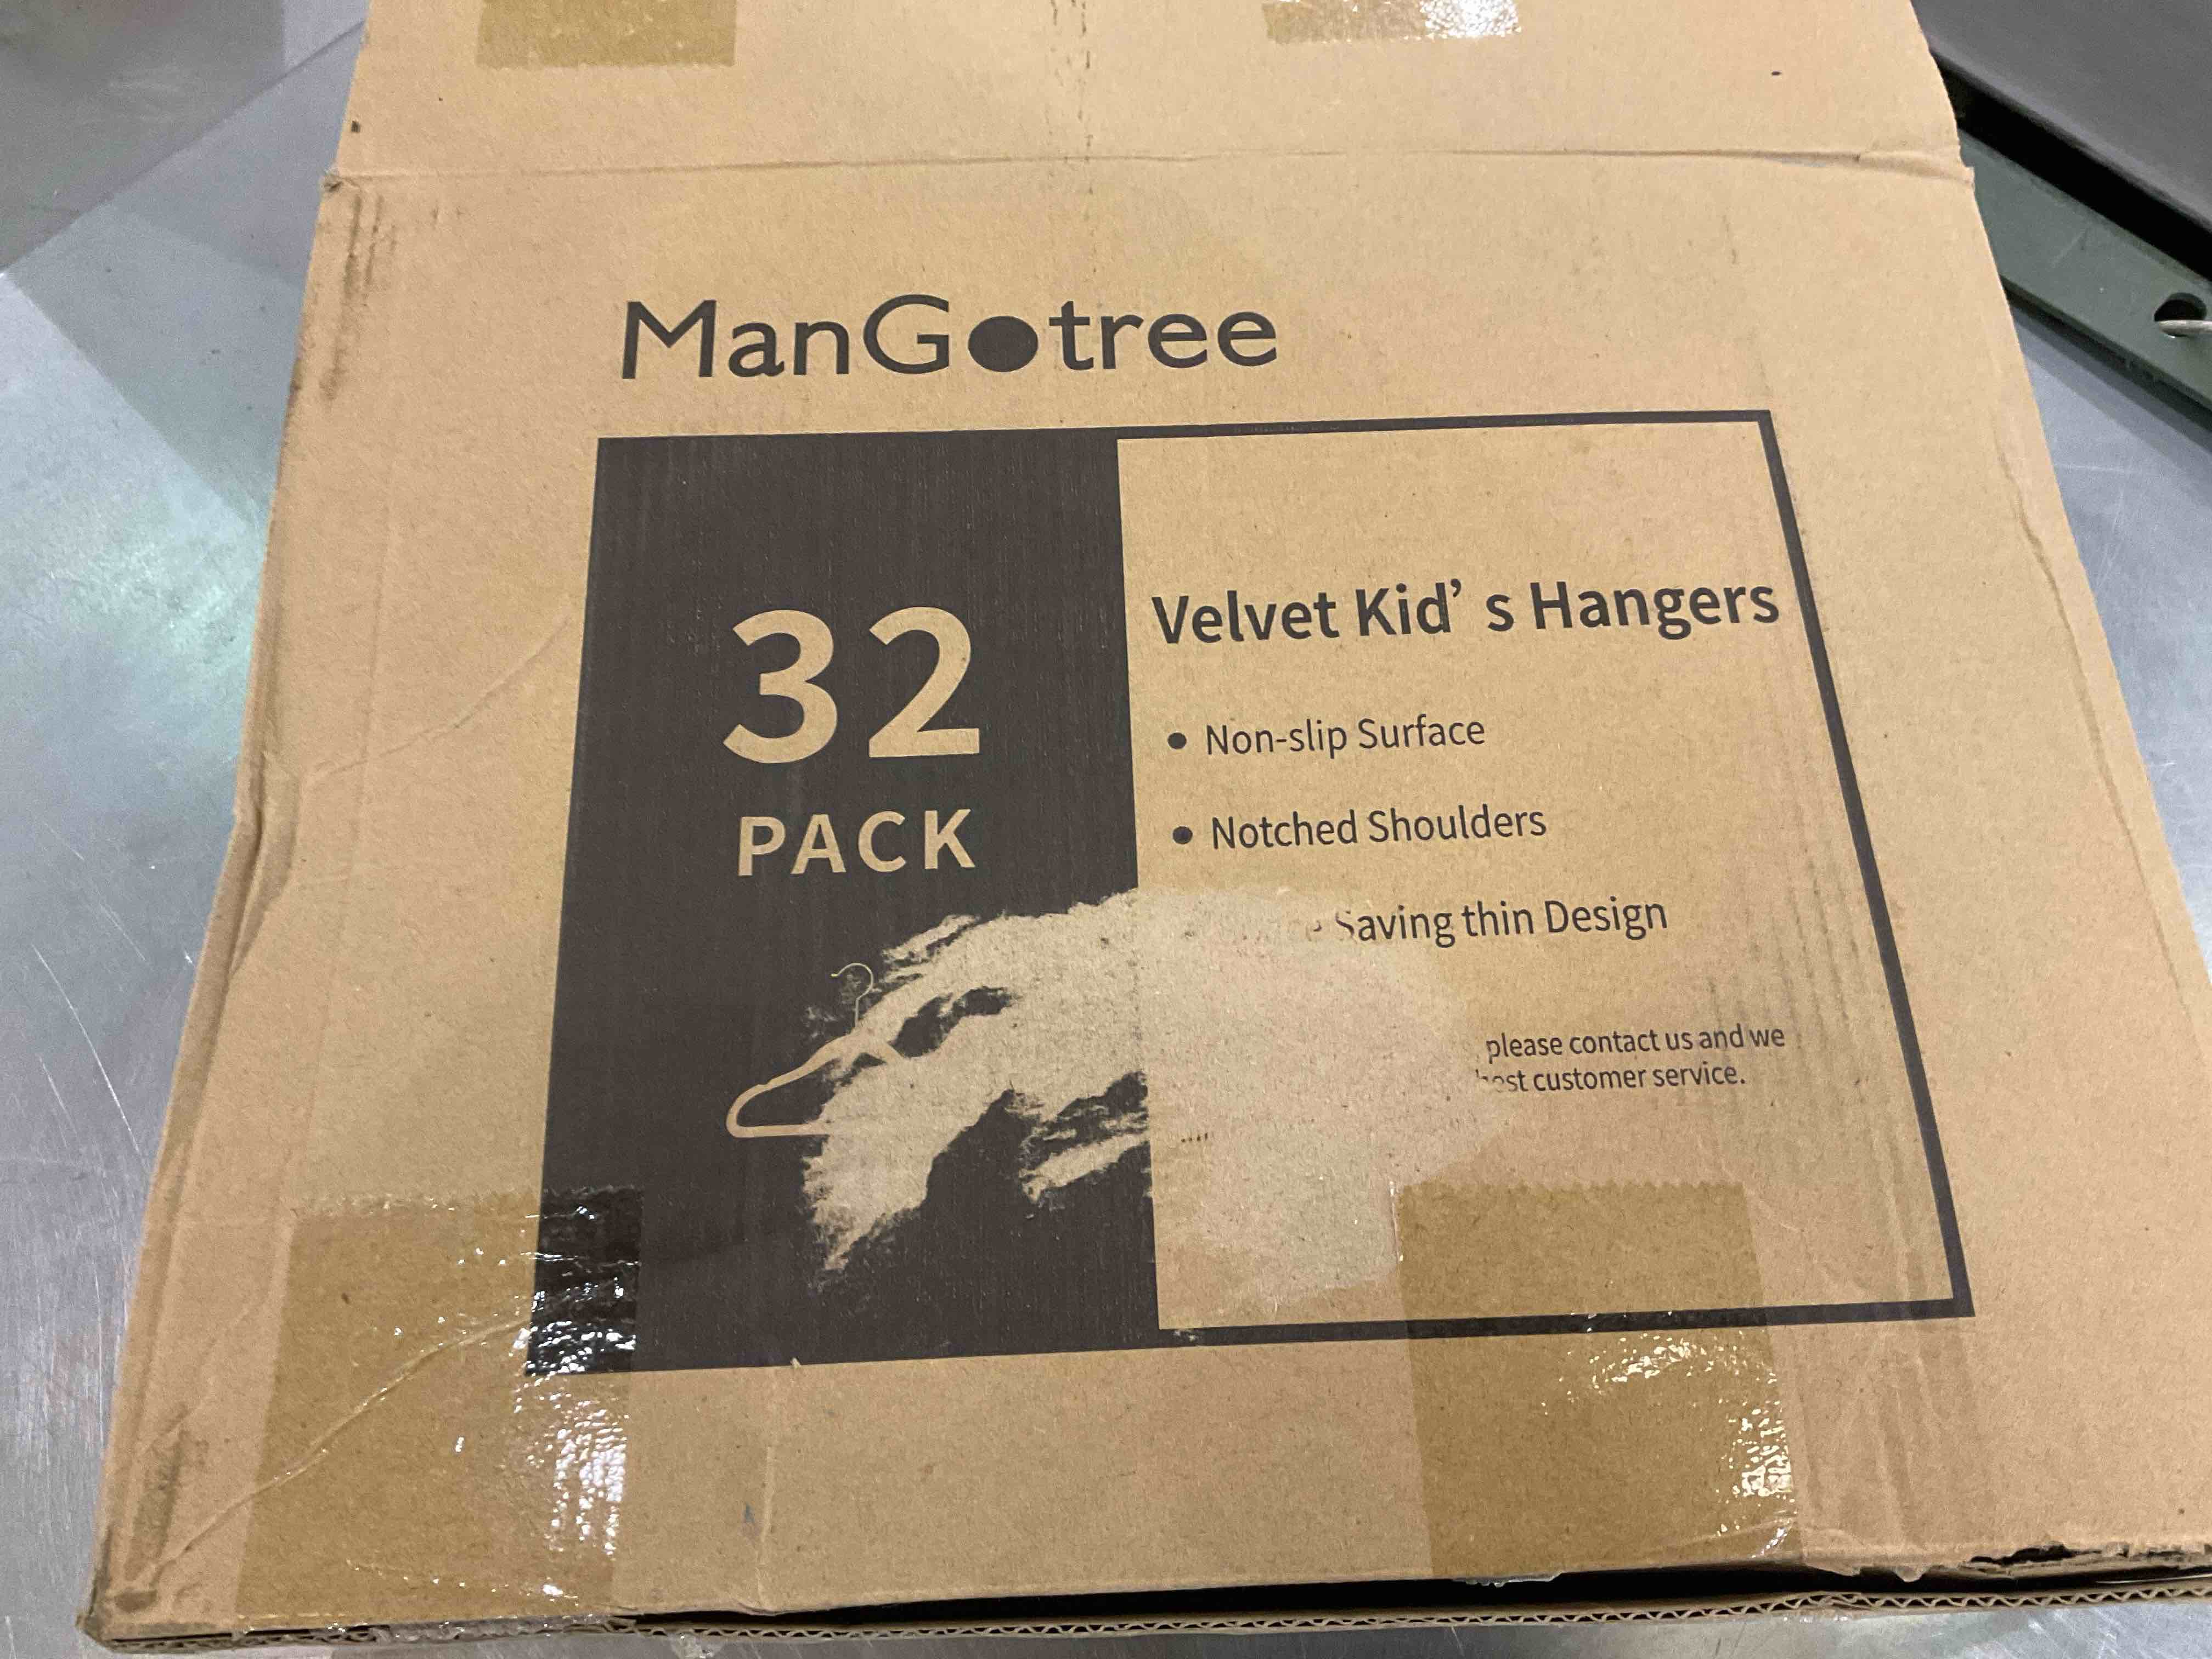 ManGotree
32
PACK
Velvet Kid's Hangers
• Non-slip Surface
• Notched Shoulders
Saving thin Design
please contact us and we
customer service.